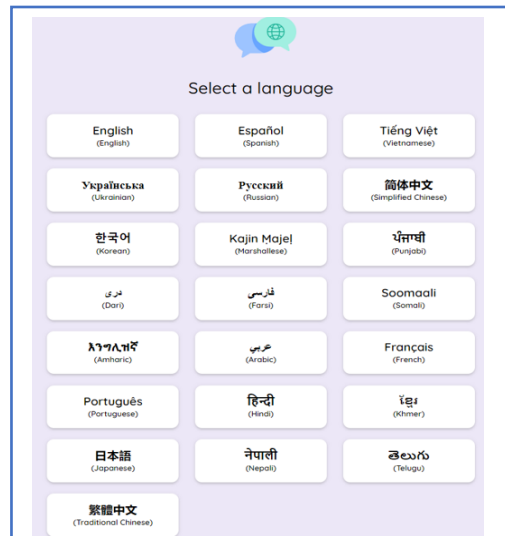 Select a language
English
(English)
Español
(Spanish)
Tiếng Việt
(Vietnamese)
Українська
(Ukrainian)
Русский
(Russian)
简体中文
(Simplified Chinese)
한국어
(Korean)
Kajin M̧ajeļ
(Marshallese)
ਪੰਜਾਬੀ
(Punjabi)
دری
(Dari)
فارسی
(Farsi)
Soomaali
(Somali)
እንግሊዝኛ
(Amharic)
عربي
(Arabic)
Français
(French)
Português
(Portuguese)
हिन्दी
(Hindi)
ខ្មែរ
(Khmer)
日本語
(Japanese)
नेपाली
(Nepali)
తెలుగు
(Telugu)
繁體中文
(Traditional Chinese)